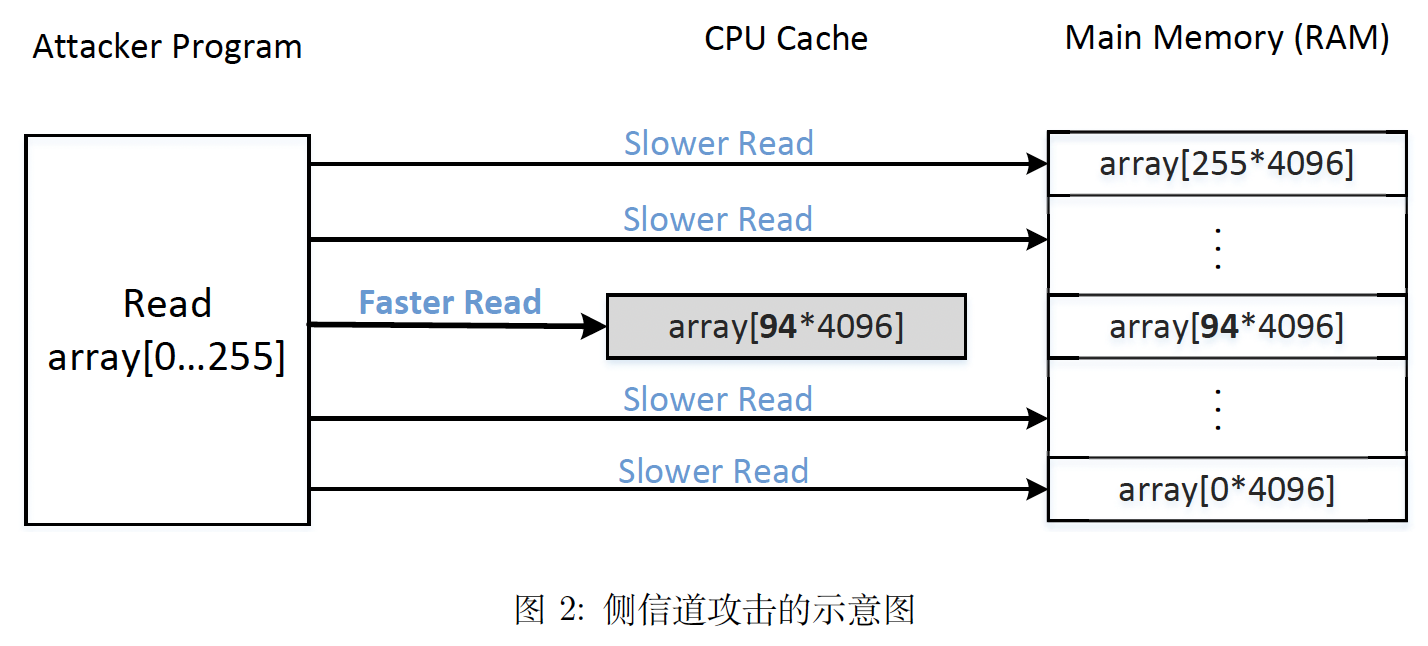 Attacker Program
CPU Cache
Main Memory (RAM)
Slower Read
array[255*4096]
Slower Read
⋮
Faster Read
Read
array[0...255]
array[94*4096]
array[94*4096]
Slower Read
⋮
Slower Read
array[0*4096]
图 2: 侧信道攻击的示意图